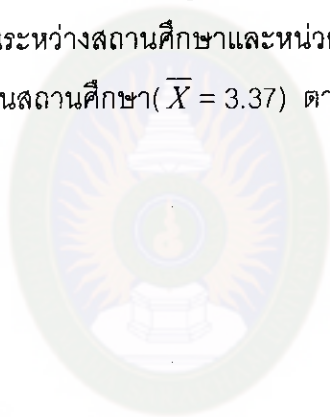 นระหว่างสถานศึกษาและหน่วย
นสถานศึกษา( X̄ = 3.37) ตา